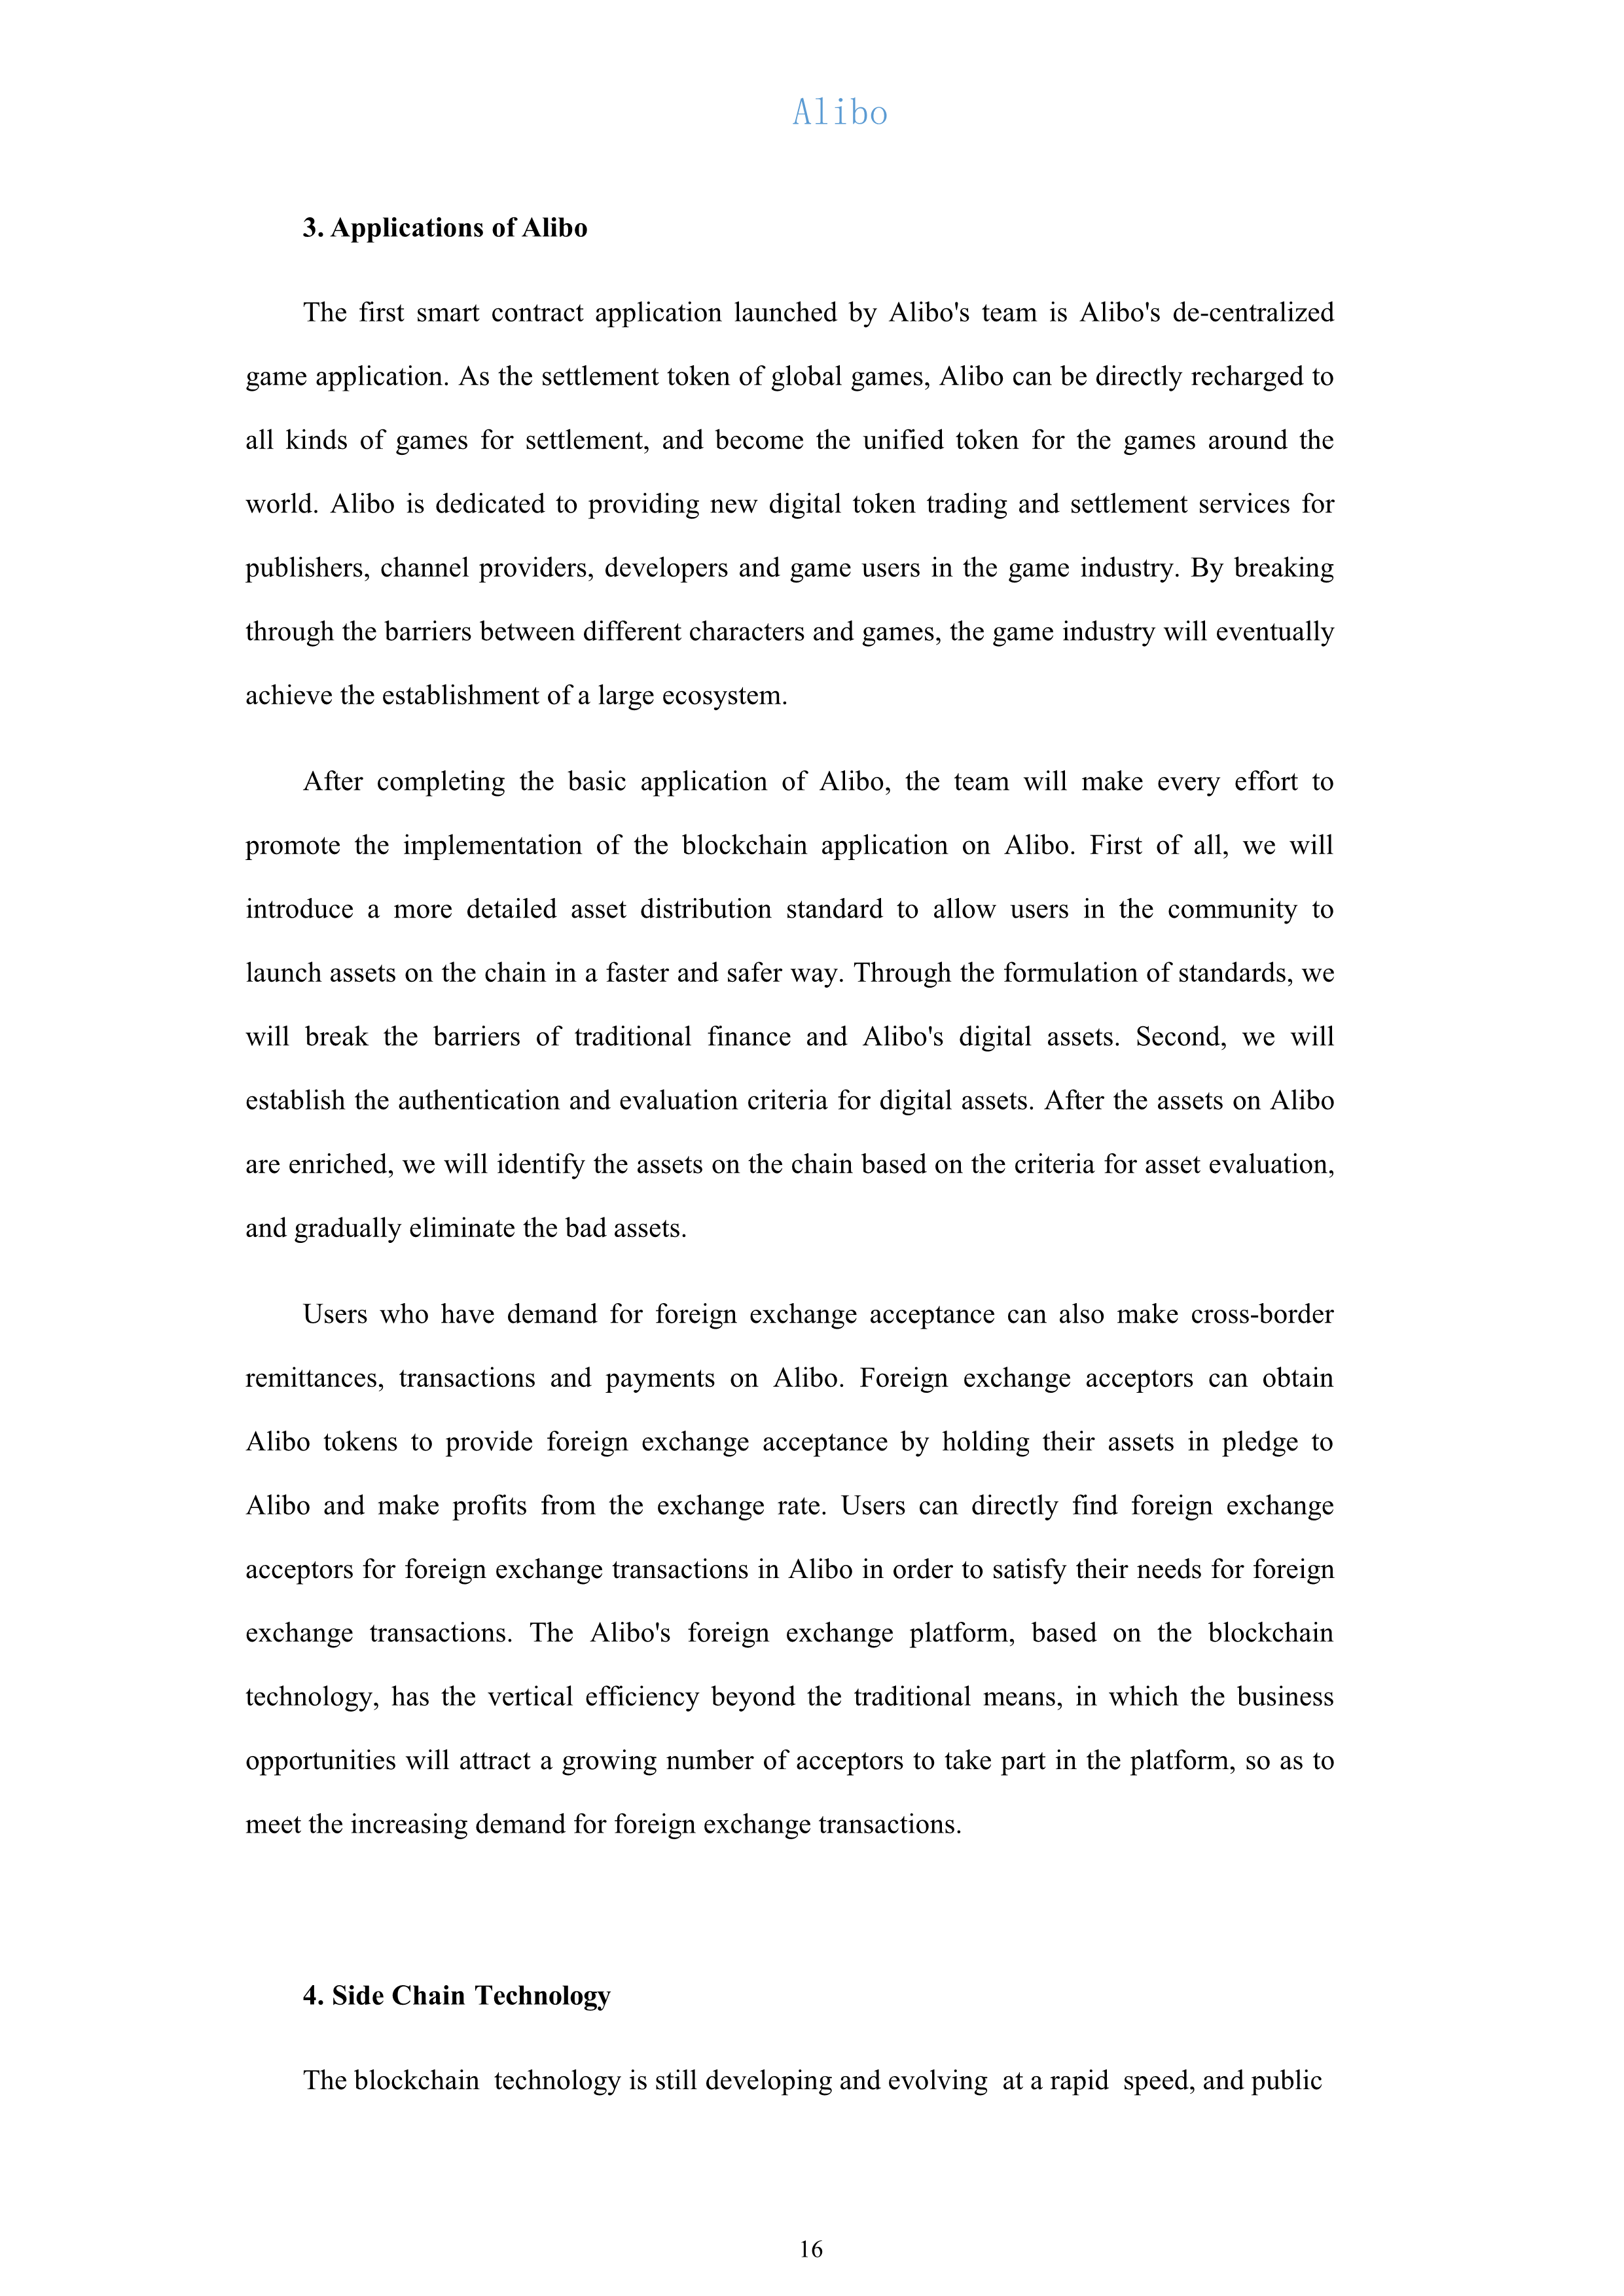 Alibo
3. Applications of Alibo
The first smart contract application launched by Alibo's team is Alibo's de-centralized
game application. As the settlement token of global games, Alibo can be directly recharged to
all kinds of games for settlement, and become the unified token for the games around the
world. Alibo is dedicated to providing new digital token trading and settlement services for
publishers, channel providers, developers and game users in the game industry. By breaking
through the barriers between different characters and games, the game industry will eventually
achieve the establishment of a large ecosystem.
After completing the basic application of Alibo, the team will make every effort to
promote the implementation of the blockchain application on Alibo. First of all, we will
introduce a more detailed asset distribution standard to allow users in the community to
launch assets on the chain in a faster and safer way. Through the formulation of standards, we
will break the barriers of traditional finance and Alibo's digital assets. Second, we will
establish the authentication and evaluation criteria for digital assets. After the assets on Alibo
are enriched, we will identify the assets on the chain based on the criteria for asset evaluation,
and gradually eliminate the bad assets.
Users who have demand for foreign exchange acceptance can also make cross-border
remittances, transactions and payments on Alibo. Foreign exchange acceptors can obtain
Alibo tokens to provide foreign exchange acceptance by holding their assets in pledge to
Alibo and make profits from the exchange rate. Users can directly find foreign exchange
acceptors for foreign exchange transactions in Alibo in order to satisfy their needs for foreign
exchange transactions. The Alibo's foreign exchange platform, based on the blockchain
technology, has the vertical efficiency beyond the traditional means, in which the business
opportunities will attract a growing number of acceptors to take part in the platform, so as to
meet the increasing demand for foreign exchange transactions.
4. Side Chain Technology
The blockchain technology is still developing and evolving at a rapid speed, and public
16